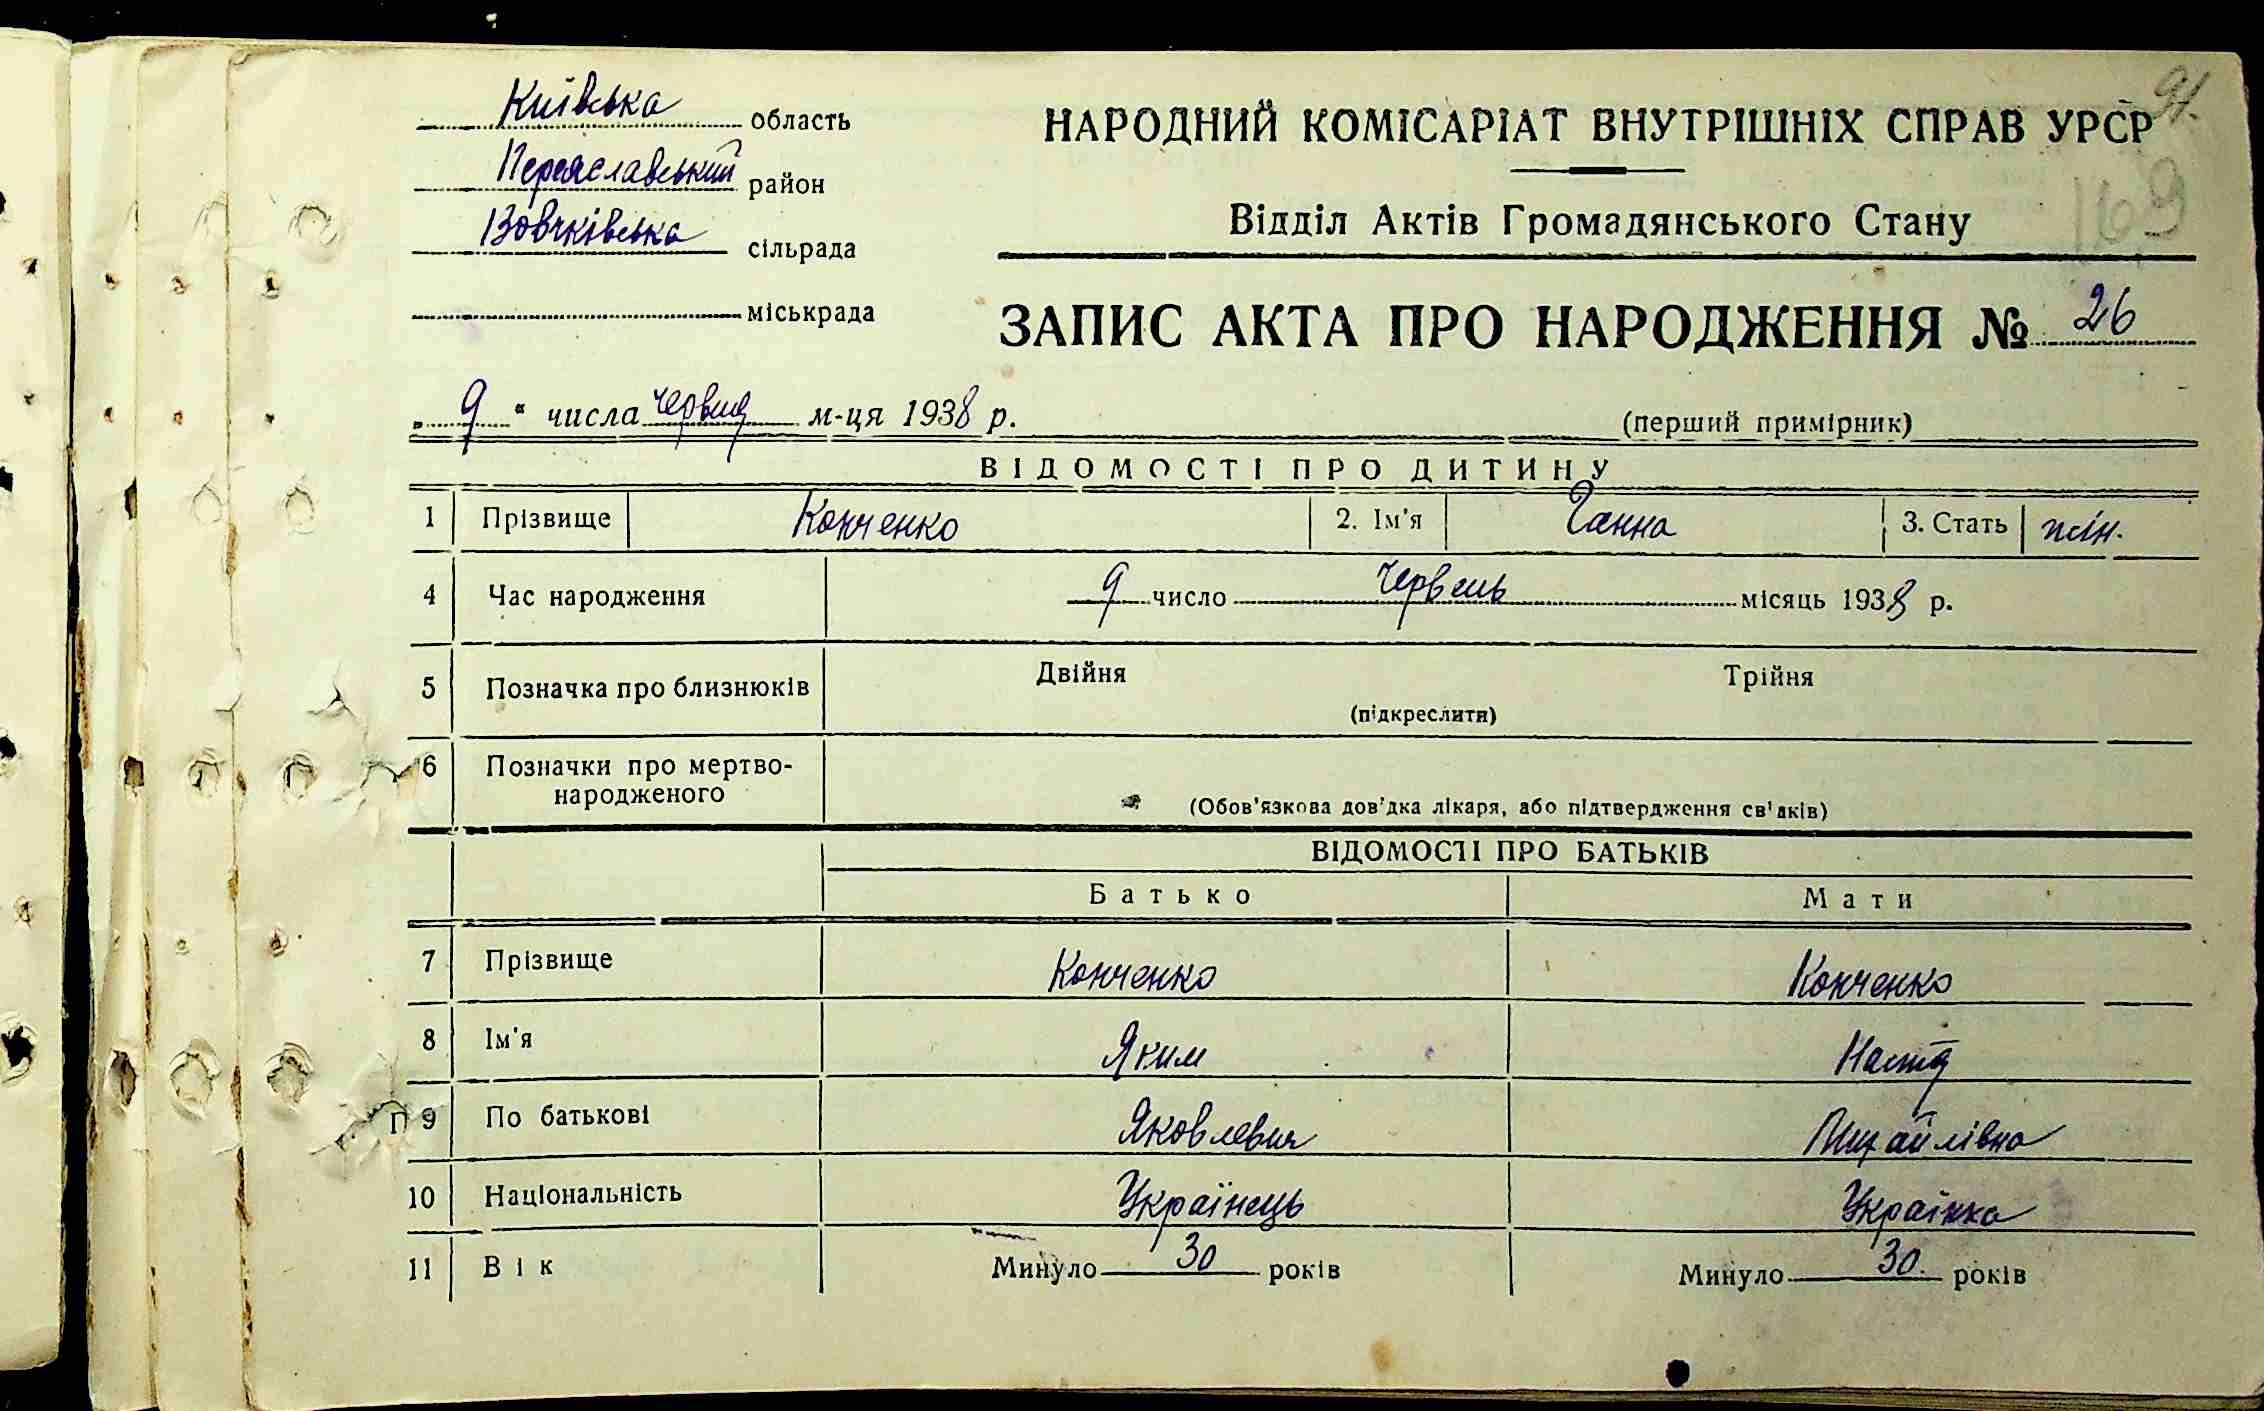 91.
169
Київська область
Переяславський район
Вовчківська сільрада
міськрада
НАРОДНИЙ КОМІСАРІАТ ВНУТРІШНІХ СПРАВ УРСР
Відділ Актів Громадянського Стану
ЗАПИС АКТА ПРО НАРОДЖЕННЯ № 26
„ 9 “ числа червня м-ця 1938 р.
(перший примірник)
ВІДОМОСТІ ПРО ДИТИНУ
1 Прізвище Конченко 2. Ім'я Ганна 3. Стать жін.
4 Час народження 9 число Червень місяць 1938 р.
5 Позначка про близнюків Двійня Трійня
(підкреслити)
6 Позначки про мертво-
народженого
(Обов'язкова дов'дка лікаря, або підтвердження св'дків)
ВІДОМОСТІ ПРО БАТЬКІВ
Батько Мати
7 Прізвище Конченко Конченко
8 Ім'я Яким Настя
П 9 По батькові Яковлевич Михайлівна
10 Національність Українець Українка
11 Вік Минуло 30 років Минуло 30. років